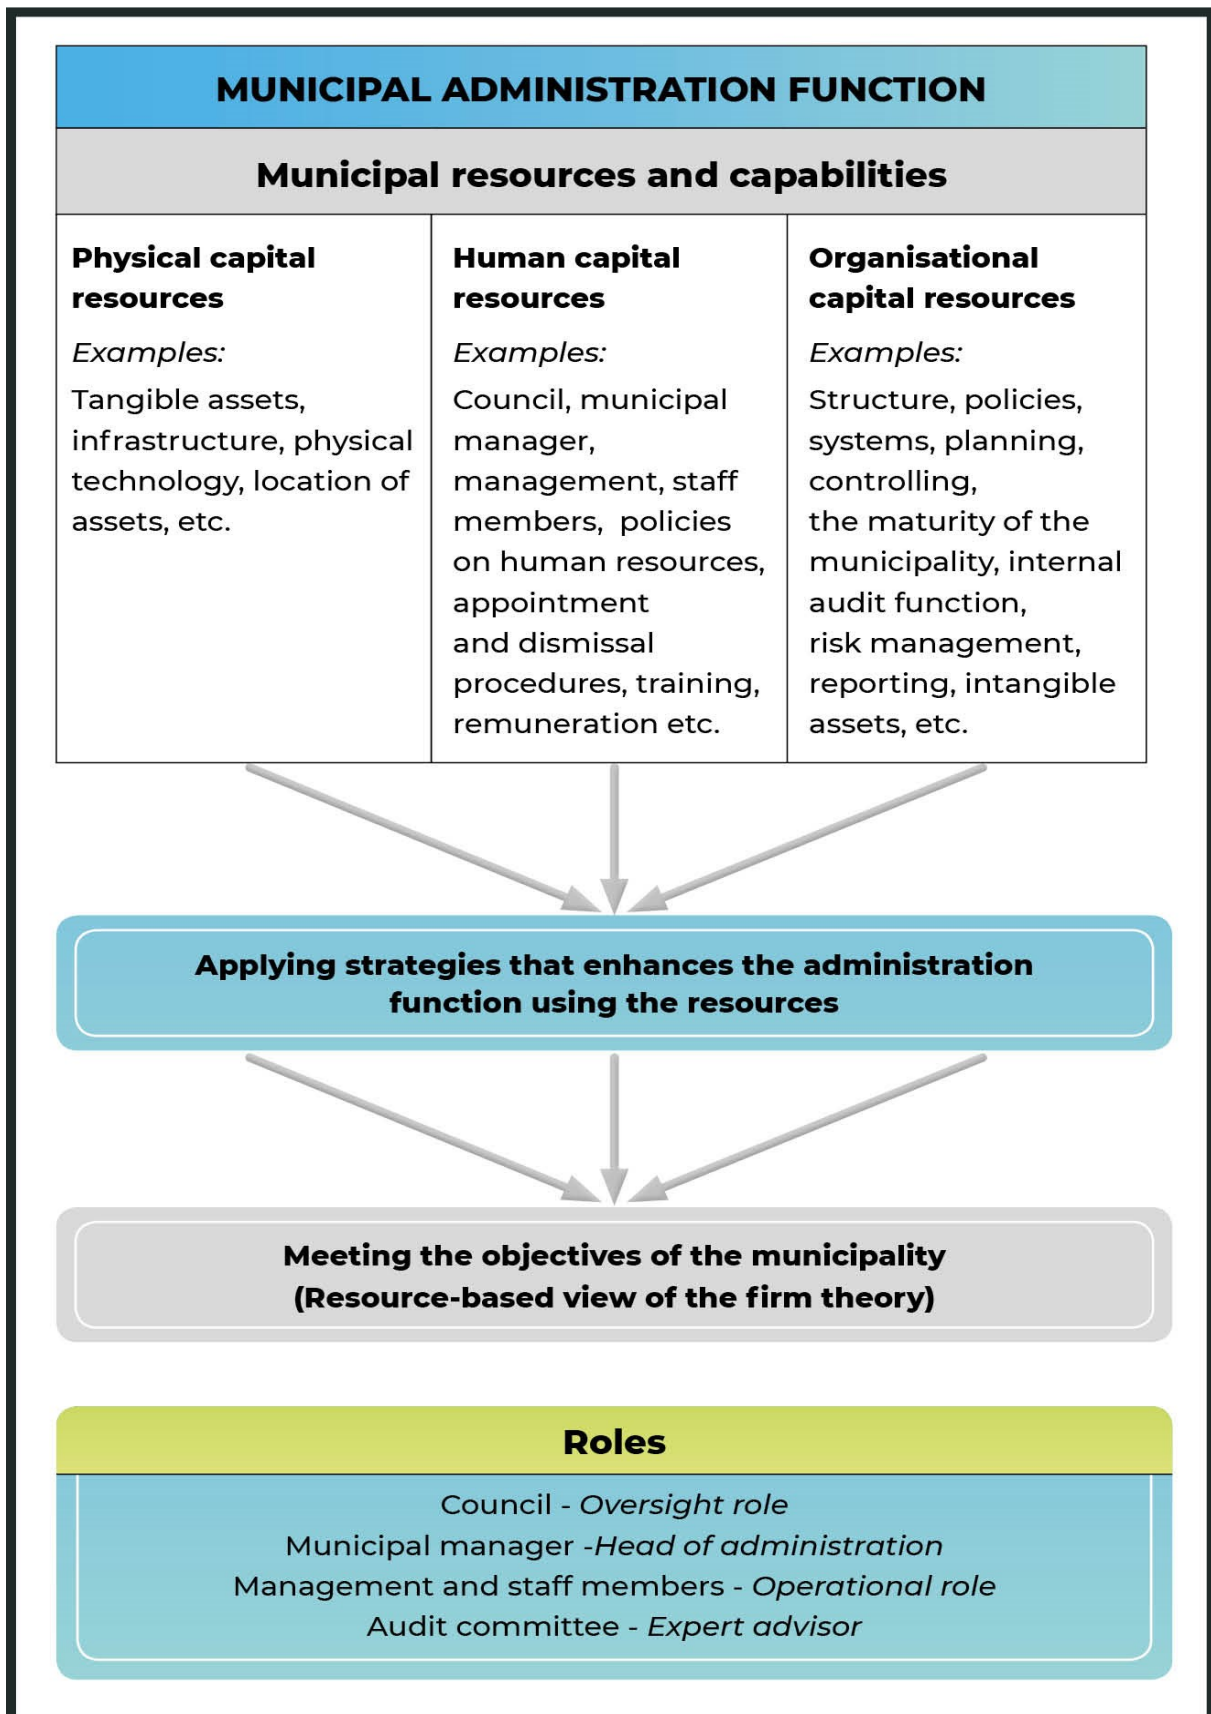 MUNICIPAL ADMINISTRATION FUNCTION
Municipal resources and capabilities
Physical capital
resources
Examples:
Tangible assets,
infrastructure, physical
technology, location of
assets, etc.
Human capital
resources
Examples:
Council, municipal
manager,
management, staff
members, policies
on human resources,
appointment
and dismissal
procedures, training,
remuneration etc.
Organisational
capital resources
Examples:
Structure, policies,
systems, planning,
controlling,
the maturity of the
municipality, internal
audit function,
risk management,
reporting, intangible
assets, etc.
Applying strategies that enhances the administration
function using the resources
Meeting the objectives of the municipality
(Resource-based view of the firm theory)
Roles
Council - Oversight role
Municipal manager -Head of administration
Management and staff members - Operational role
Audit committee - Expert advisor